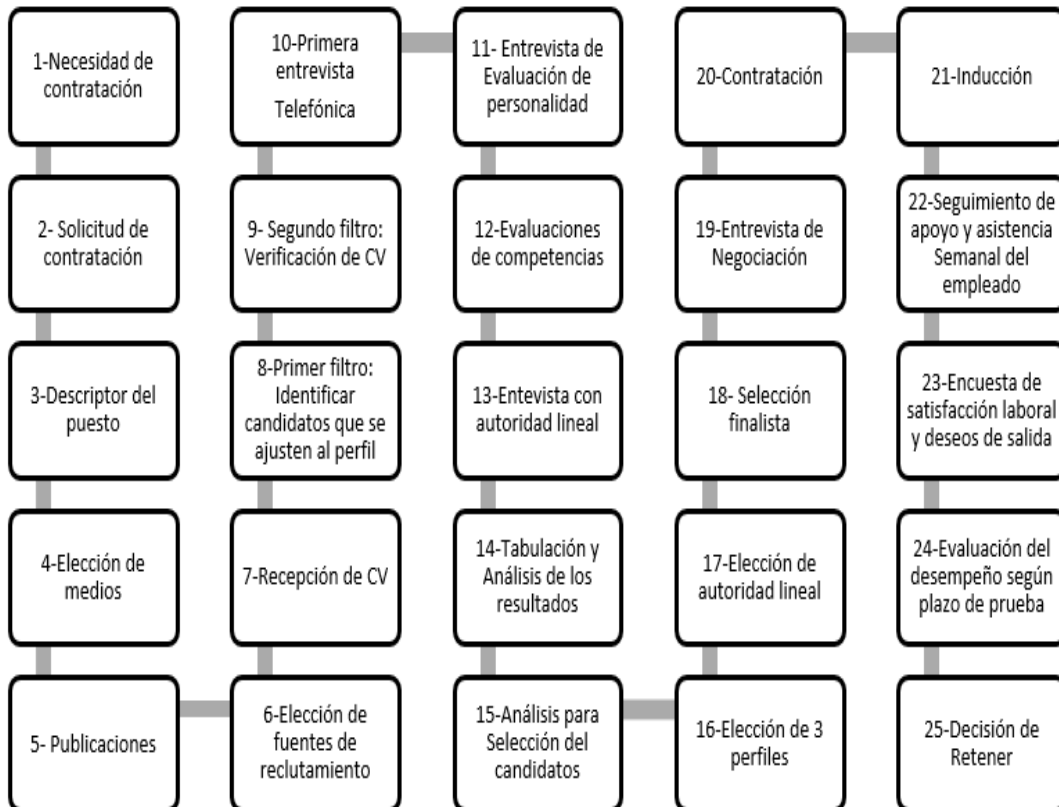 1-Necesidad de
contratación
2- Solicitud de
contratación
3-Descriptor del
puesto
4-Elección de
medios
5- Publicaciones
6-Elección de
fuentes de
reclutamiento
7-Recepción de CV
8-Primer filtro:
Identificar
candidatos que se
ajusten al perfil
9- Segundo filtro:
Verificación de CV
10-Primera
entrevista
Telefónica
11- Entrevista de
Evaluación de
personalidad
12-Evaluaciones
de competencias
13-Entevista con
autoridad lineal
14-Tabulación y
Análisis de los
resultados
15-Análisis para
Selección del
candidatos
16-Elección de 3
perfiles
17-Elección de
autoridad lineal
18- Selección
finalista
19-Entrevista de
Negociación
20-Contratación
21-Inducción
22-Seguimiento de
apoyo y asistencia
Semanal del
empleado
23-Encuesta de
satisfacción laboral
y deseos de salida
24-Evaluación del
desempeño según
plazo de prueba
25-Decisión de
Retener